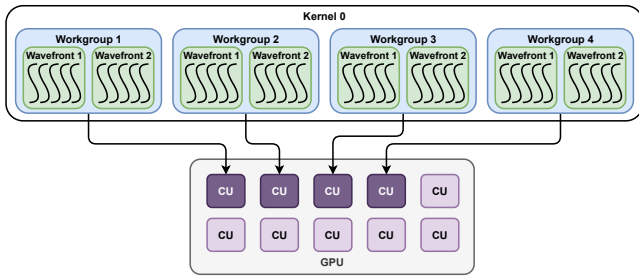 Kernel 0
Workgroup 1 Workgroup 2 Workgroup 3 Workgroup 4
Wavefront 1 Wavefront 2 Wavefront 1 Wavefront 2 Wavefront 1 Wavefront 2 Wavefront 1 Wavefront 2
CU CU CU CU CU
CU CU CU CU CU
GPU